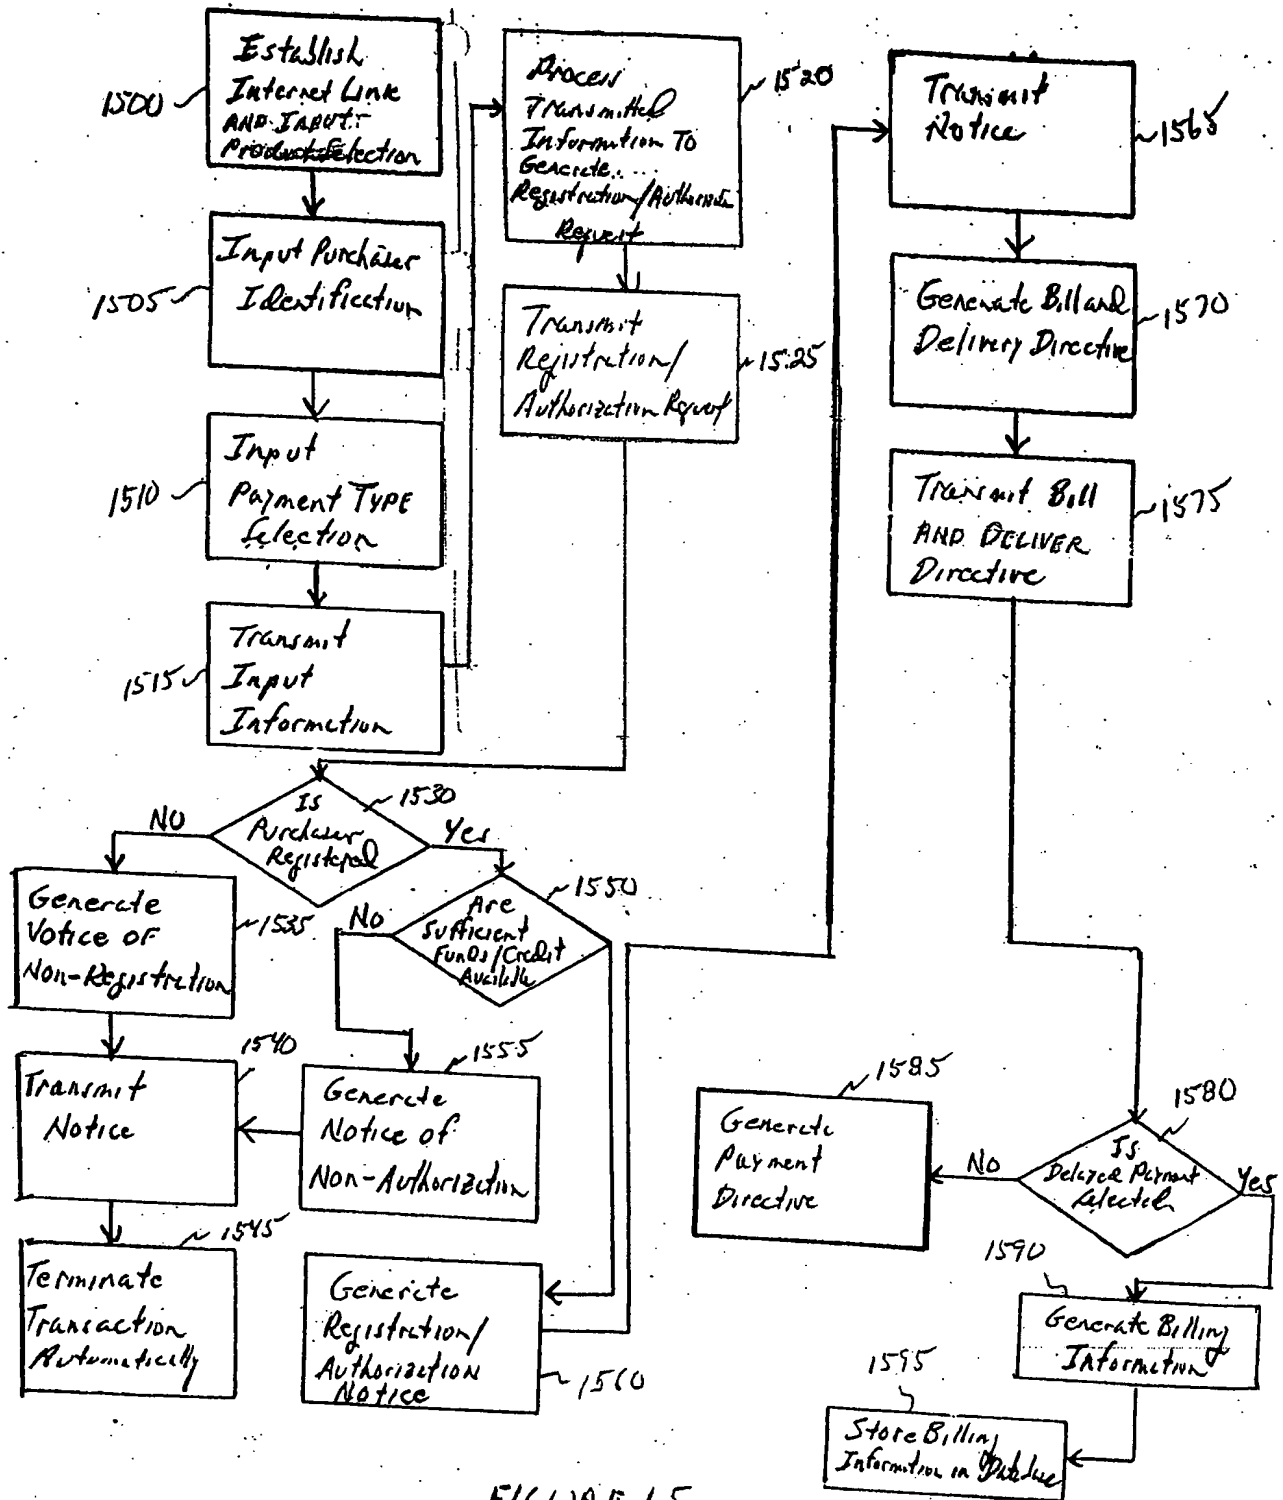 Establish
Internet Link
AND INPUT
Product Selection
1500
Input Purchaser
Identification
1505
Input
Payment TYPE
Selection
1510
Transmit
Input
Information
1515
Process
Transmitted
Information To
Generate
Registration/Authorization
Request
1520
Transmit
Registration/
Authorization Request
1525
Is
Purchaser
Registered
1530
NO
Yes
Generate
Notice OF
Non-Registration
1535
Transmit
Notice
1540
Terminate
Transaction
Automatically
1545
Are
Sufficient
Funds/Credit
Available
1550
No
Generate
Notice of
Non-Authorization
1555
Generate
Registration/
Authorization
Notice
1560
Transmit
Notice
1565
Generate Bill and
Delivery Directive
1570
Transmit Bill
AND DELIVER
Directive
1575
Is
Delayed Payment
Selected
1580
No
Yes
Generate
Payment
Directive
1585
Generate Billing
Information
1590
Store Billing
Information in Database
1595
FIGURE 15